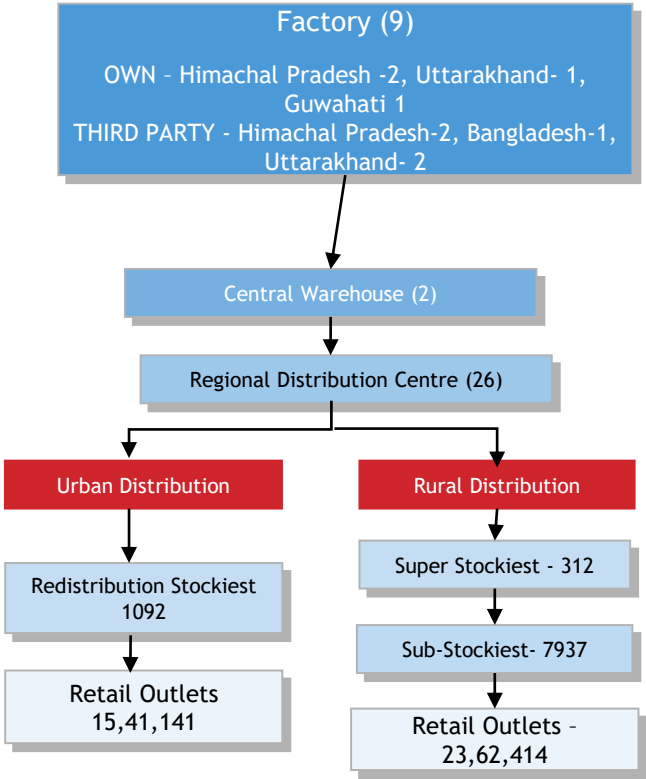 Factory (9)
OWN – Himachal Pradesh -2, Uttarakhand- 1,
Guwahati 1
THIRD PARTY - Himachal Pradesh-2, Bangladesh-1,
Uttarakhand- 2
Central Warehouse (2)
Regional Distribution Centre (26)
Urban Distribution
Redistribution Stockiest
1092
Retail Outlets
15,41,141
Rural Distribution
Super Stockiest - 312
Sub-Stockiest- 7937
Retail Outlets –
23,62,414